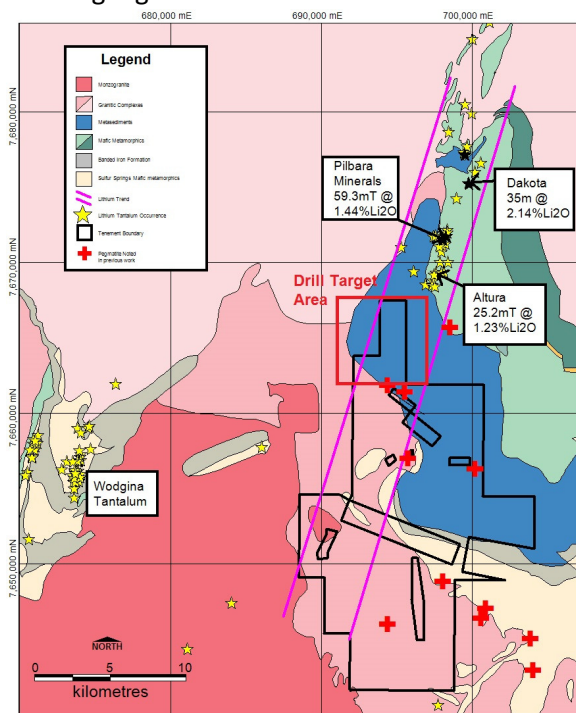 680,000 mE
690,000 mE
700,000 mE
7,680,000 mN
7,670,000 mN
7,660,000 mN
7,650,000 mN
Legend
Monzogranite
Granitic Complexes
Metasediments
Mafic Metamorphics
Banded Iron Formation
Sulfur Springs Mafic metamorphics
Lithium Trend
Lithium Tantalum Occurrence
Tenement Boundary
Pegmatite Noted
in previous work
Pilbara
Minerals
59.3mT @
1.44%Li2O
Dakota
35m @
2.14%Li2O
Drill Target
Area
Altura
25.2mT @
1.23%Li2O
Wodgina
Tantalum
NORTH
0 5 10
kilometres